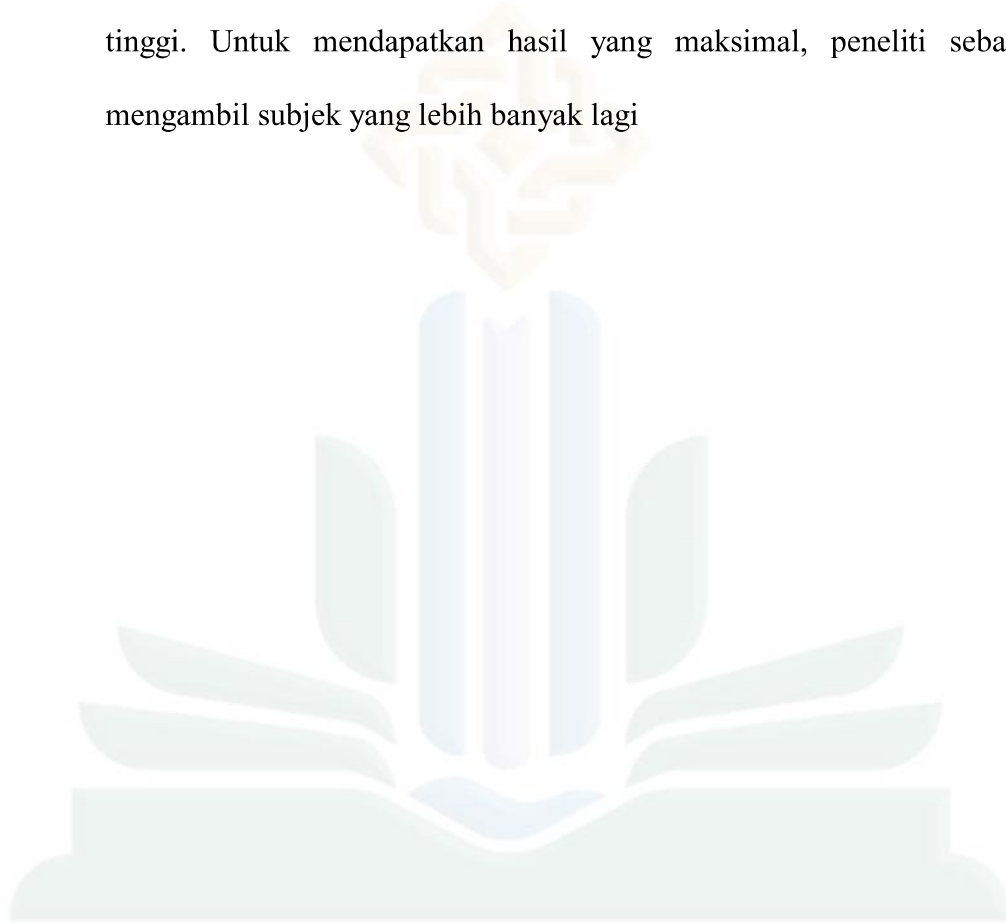 tinggi. Untuk mendapatkan hasil yang maksimal, peneliti seba
mengambil subjek yang lebih banyak lagi